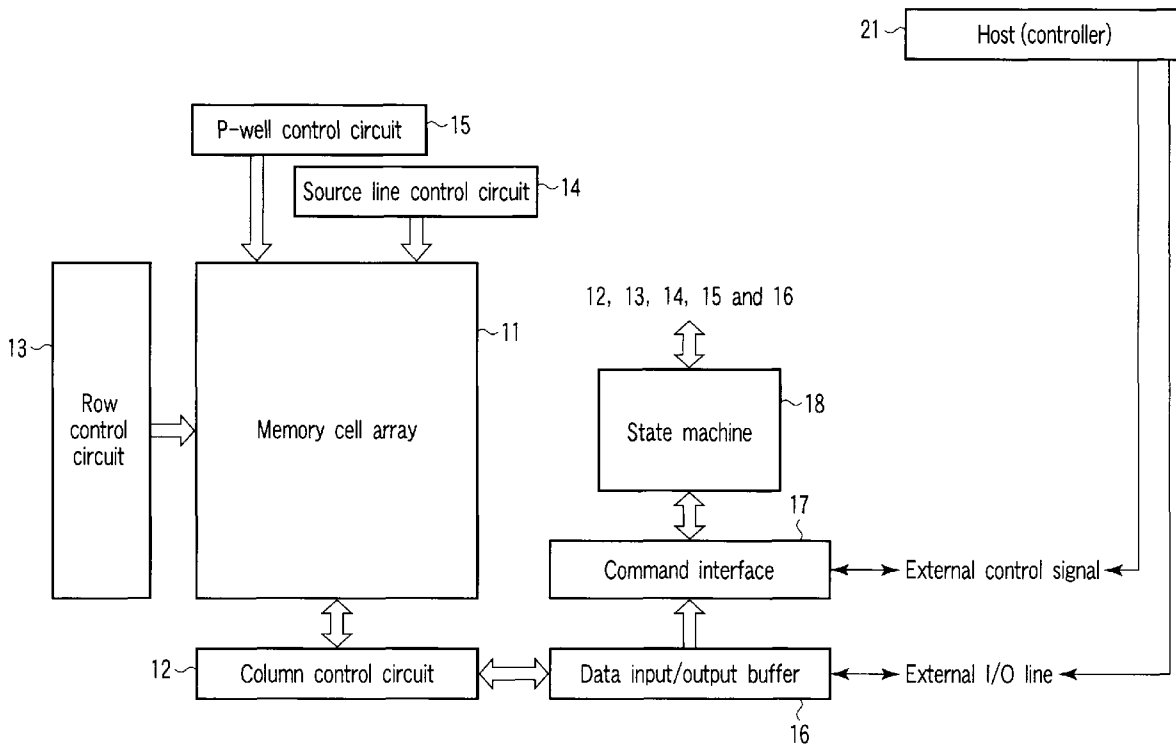 21
Host (controller)
P-well control circuit
15
Source line control circuit
14
13
Row
control
circuit
Memory cell array
11
12, 13, 14, 15 and 16
State machine
18
17
Command interface
External control signal
12
Column control circuit
Data input/output buffer
External I/O line
16